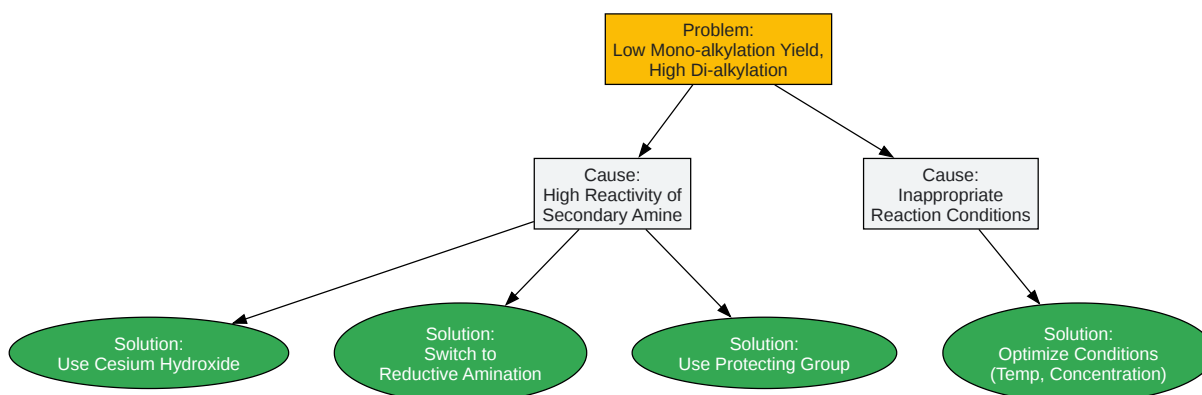 Problem:
Low Mono-alkylation Yield,
High Di-alkylation
Cause:
High Reactivity of
Secondary Amine
Cause:
Inappropriate
Reaction Conditions
Solution:
Use Cesium Hydroxide
Solution:
Switch to
Reductive Amination
Solution:
Use Protecting Group
Solution:
Optimize Conditions
(Temp, Concentration)